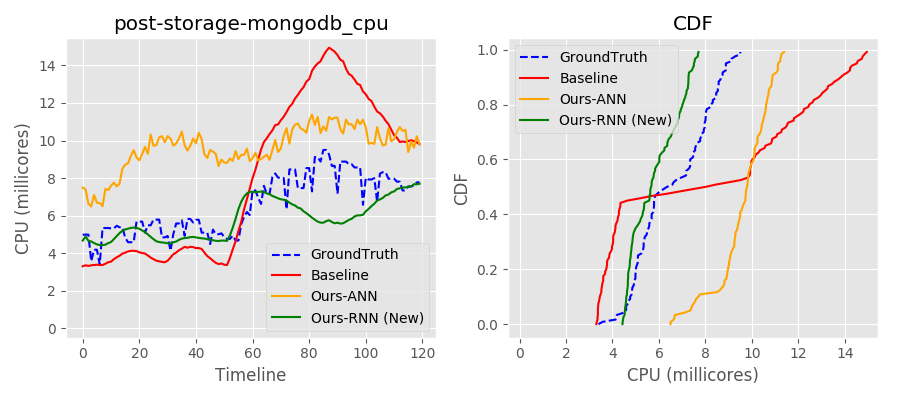 post-storage-mongodb_cpu
CPU (millicores)
14
12
10
8
6
4
2
0
0 20 40 60 80 100 120
Timeline
GroundTruth
Baseline
Ours-ANN
Ours-RNN (New)
CDF
CDF
1.0
0.8
0.6
0.4
0.2
0.0
0 2 4 6 8 10 12 14
CPU (millicores)
GroundTruth
Baseline
Ours-ANN
Ours-RNN (New)